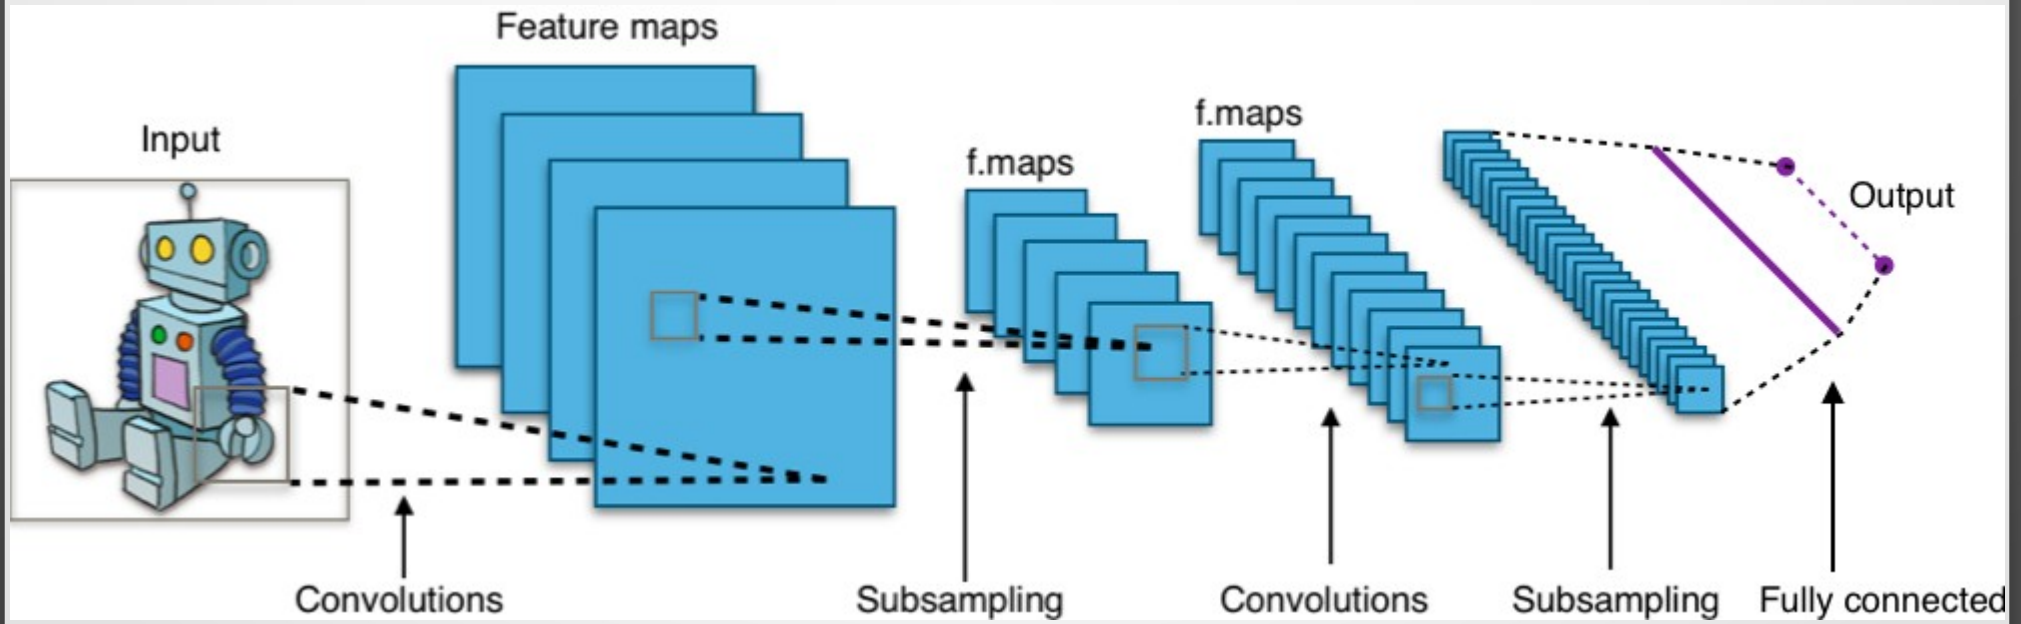 Feature maps
Input
f.maps
f.maps
Output
Convolutions
Subsampling
Convolutions
Subsampling
Fully connected